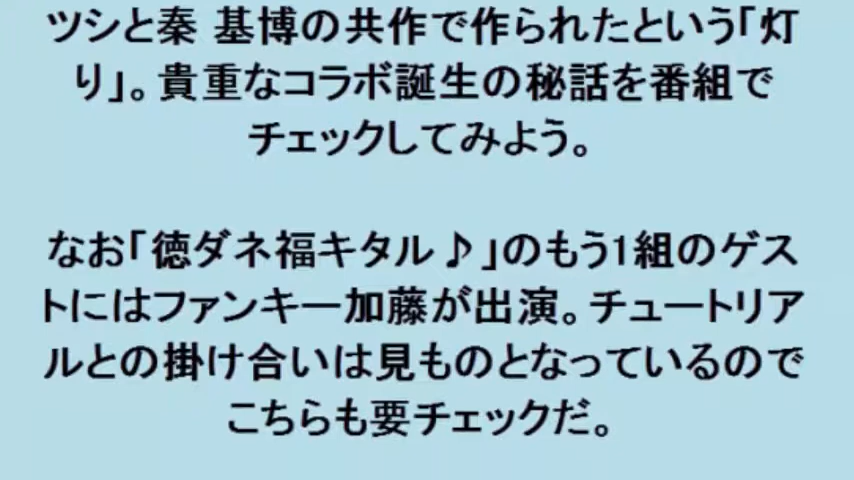 ツシと秦 基博の共作で作られたという「灯
り」。貴重なコラボ誕生の秘話を番組で
チェックしてみよう。
なお「徳ダネ福キタル♪」のもう1組のゲス
トにはファンキー加藤が出演。チュートリア
ルとの掛け合いは見ものとなっているので
こちらも要チェックだ。